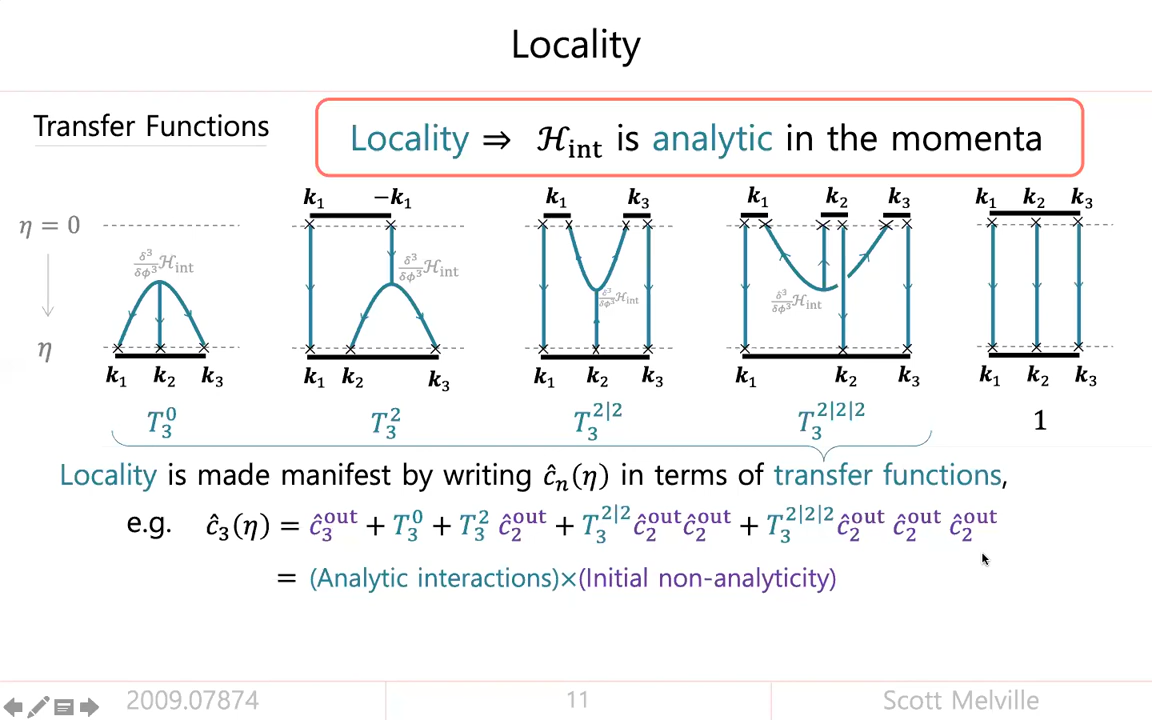 Locality
Transfer Functions
Locality ⇒ ℋ_int is analytic in the momenta
k₁ −k₁ k₁ k₃ k₁ k₂ k₃ k₁ k₂ k₃
η = 0
δ³/δϕ³ ℋ_int
δ³/δϕ³ ℋ_int
δ³/δϕ³ ℋ_int
δ³/δϕ³ ℋ_int
η
k₁ k₂ k₃ k₁ k₂ k₃ k₁ k₂ k₃ k₁ k₂ k₃ k₁ k₂ k₃
T₃⁰ T₃² T₃^{2|2} T₃^{2|2|2} 1
Locality is made manifest by writing ĉₙ(η) in terms of transfer functions,
e.g. ĉ₃(η) = ĉ₃^out + T₃⁰ + T₃² ĉ₂^out + T₃^{2|2} ĉ₂^out ĉ₂^out + T₃^{2|2|2} ĉ₂^out ĉ₂^out ĉ₂^out
= (Analytic interactions)×(Initial non-analyticity)
2009.07874 11 Scott Melville